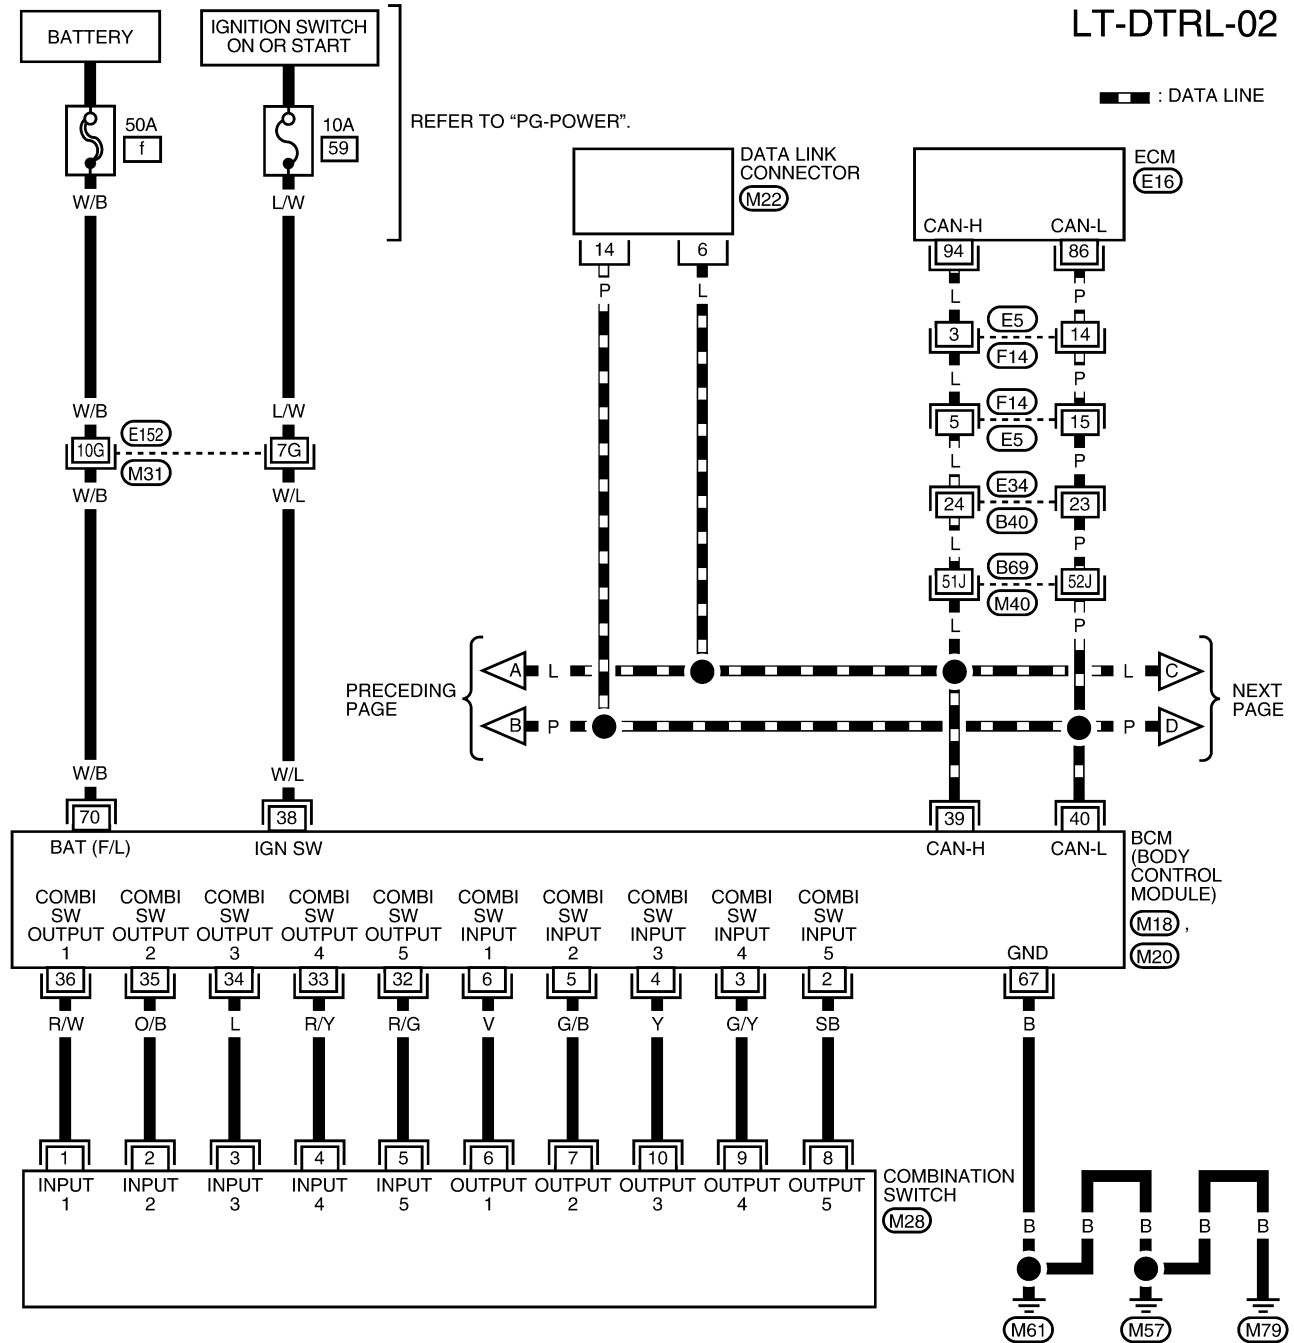 LT-DTRL-02
BATTERY
IGNITION SWITCH
ON OR START
: DATA LINE
50A
f
10A
59
REFER TO “PG-POWER”.
DATA LINK
CONNECTOR
M22
ECM
E16
CAN-H
CAN-L
W/B
L/W
14
6
94
86
P
L
L
P
3
E5
F14
14
L
P
5
F14
E5
15
W/B
L/W
10G
E152
M31
7G
L
P
W/B
W/L
24
E34
B40
23
L
P
51J
B69
M40
52J
L
P
PRECEDING
PAGE
A
L
B
P
L
C
P
D
NEXT
PAGE
W/B
W/L
70
38
39
40
BAT (F/L)
IGN SW
CAN-H
CAN-L
BCM
(BODY
CONTROL
MODULE)
M18 ,
M20
COMBI
SW
OUTPUT
1
COMBI
SW
OUTPUT
2
COMBI
SW
OUTPUT
3
COMBI
SW
OUTPUT
4
COMBI
SW
OUTPUT
5
COMBI
SW
INPUT
1
COMBI
SW
INPUT
2
COMBI
SW
INPUT
3
COMBI
SW
INPUT
4
COMBI
SW
INPUT
5
GND
36
35
34
33
32
6
5
4
3
2
67
R/W
O/B
L
R/Y
R/G
V
G/B
Y
G/Y
SB
B
1
2
3
4
5
6
7
10
9
8
INPUT
1
INPUT
2
INPUT
3
INPUT
4
INPUT
5
OUTPUT
1
OUTPUT
2
OUTPUT
3
OUTPUT
4
OUTPUT
5
COMBINATION
SWITCH
M28
B
B
B
B
B
M61
M57
M79